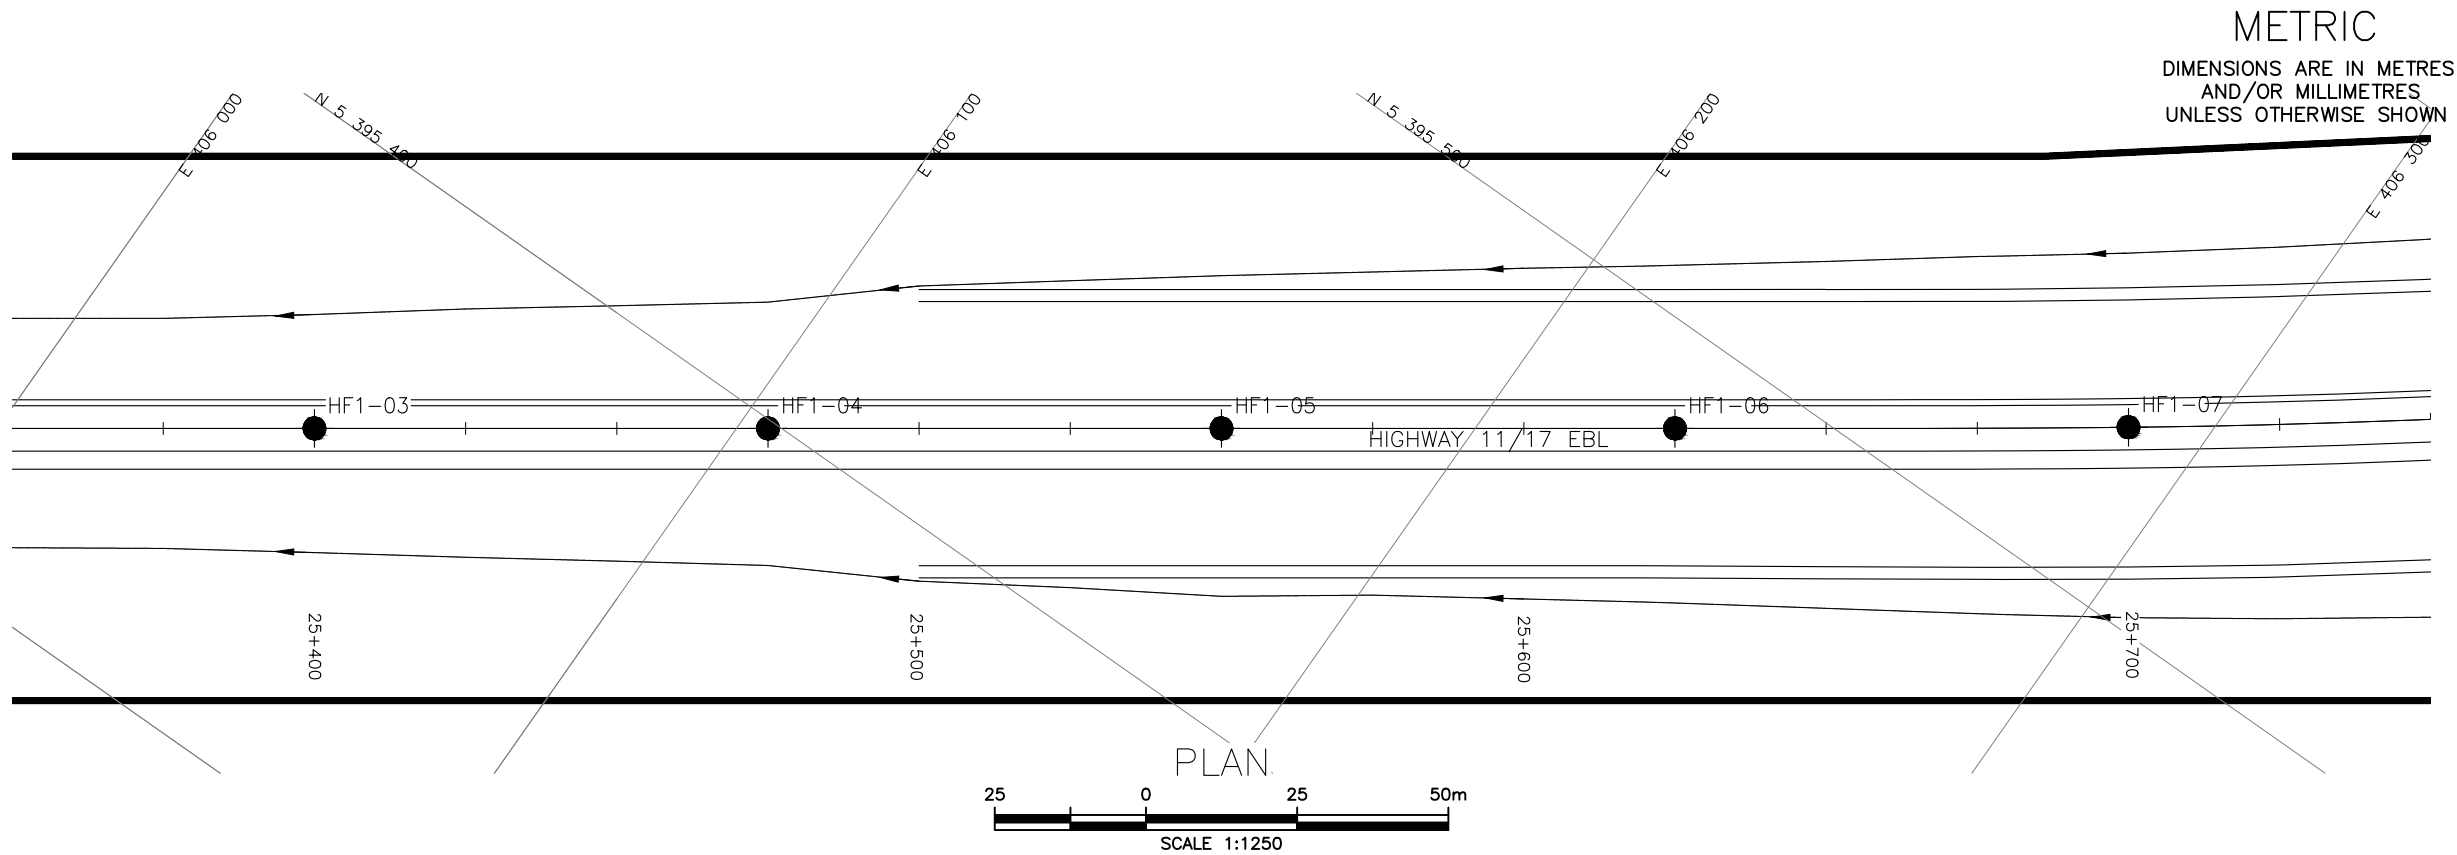 METRIC
DIMENSIONS ARE IN METRES
AND/OR MILLIMETRES
UNLESS OTHERWISE SHOWN
E 406 000
N 5 395 400
E 406 100
N 5 395 500
E 406 200
E 406 300
HF1-03
HF1-04
HF1-05
HF1-06
HF1-07
HIGHWAY 11/17 EBL
25+400
25+500
25+600
25+700
PLAN
25 0 25 50m
SCALE 1:1250